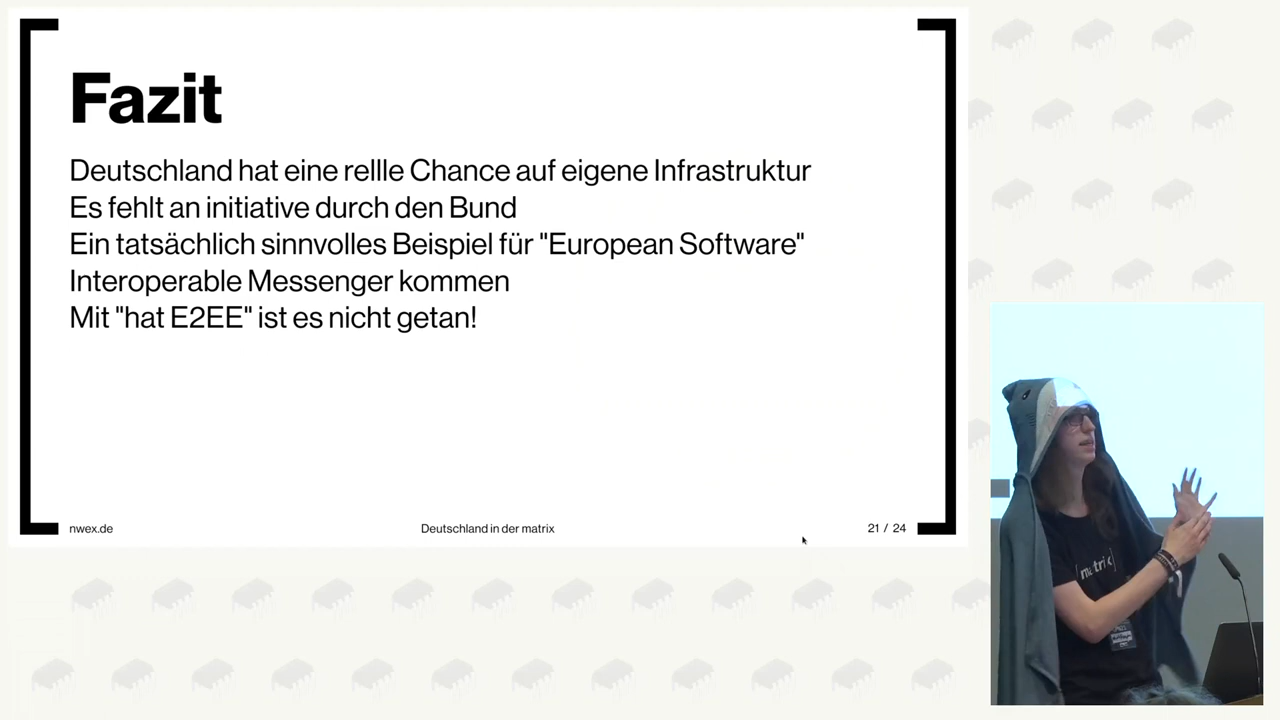 Fazit
Deutschland hat eine rellle Chance auf eigene Infrastruktur
Es fehlt an initiative durch den Bund
Ein tatsächlich sinnvolles Beispiel für "European Software"
Interoperable Messenger kommen
Mit "hat E2EE" ist es nicht getan!
nwex.de
Deutschland in der matrix
21 / 24
[matrix]